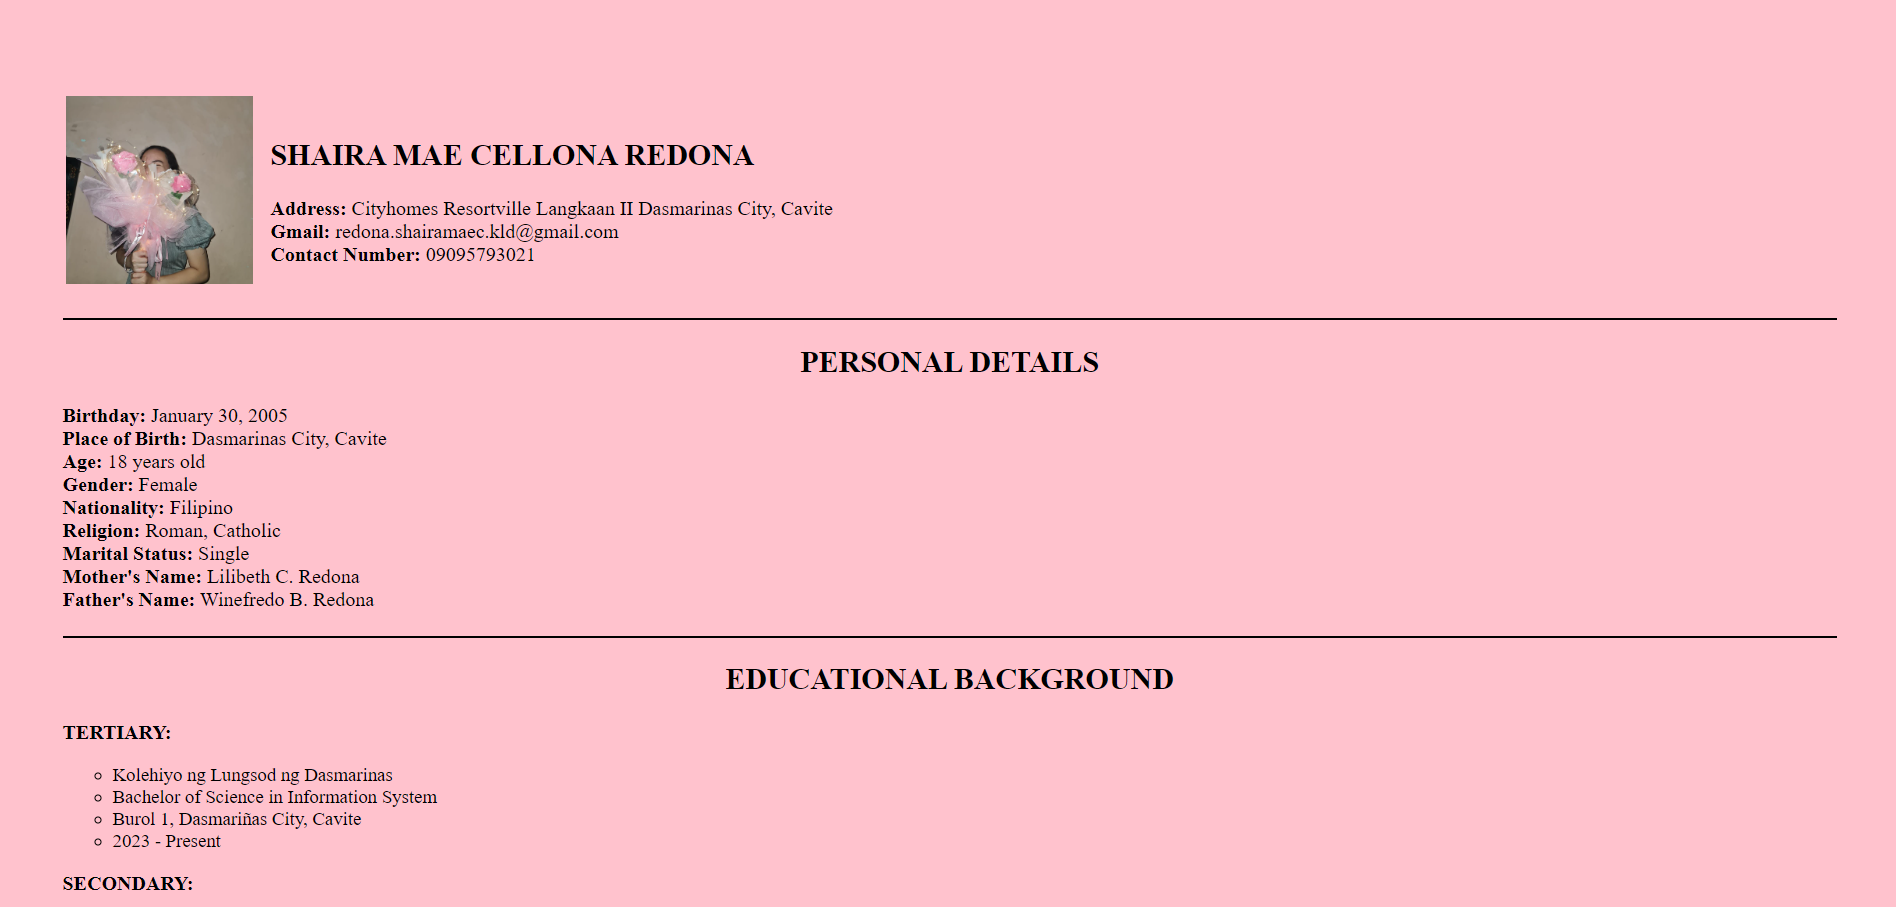 SHAIRA MAE CELLONA REDONA
Address: Cityhomes Resortville Langkaan II Dasmarinas City, Cavite
Gmail: redona.shairamaec.kld@gmail.com
Contact Number: 09095793021
PERSONAL DETAILS
Birthday: January 30, 2005
Place of Birth: Dasmarinas City, Cavite
Age: 18 years old
Gender: Female
Nationality: Filipino
Religion: Roman, Catholic
Marital Status: Single
Mother's Name: Lilibeth C. Redona
Father's Name: Winefredo B. Redona
EDUCATIONAL BACKGROUND
TERTIARY:
Kolehiyo ng Lungsod ng Dasmarinas
Bachelor of Science in Information System
Burol 1, Dasmariñas City, Cavite
2023 - Present
SECONDARY: